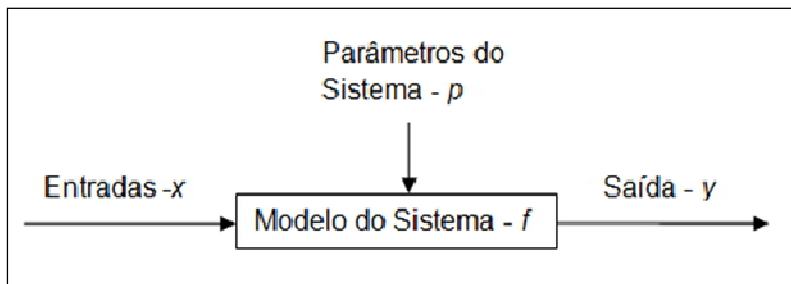 Parâmetros do
Sistema - p
Entradas -x
Modelo do Sistema - f
Saída - y